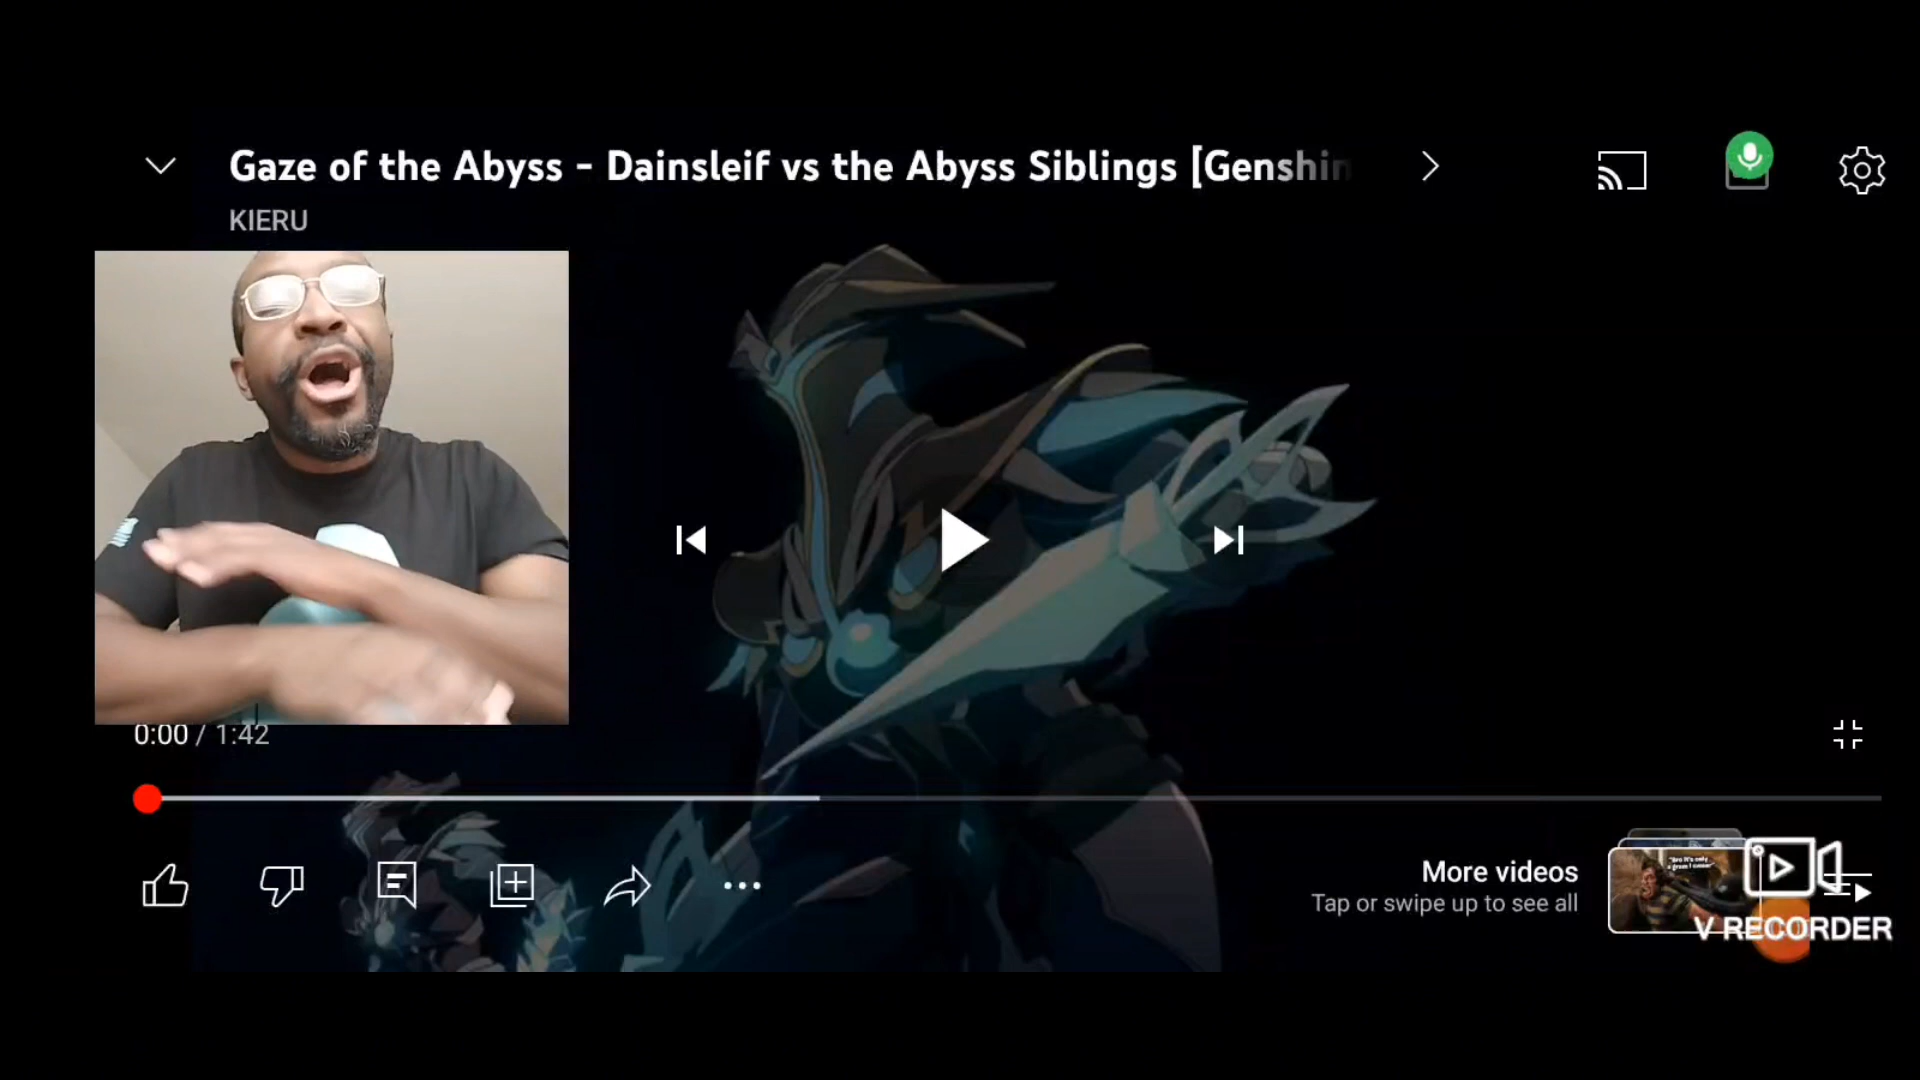 Gaze of the Abyss - Dainsleif vs the Abyss Siblings [Genshin
KIERU
0:00 / 1:42
More videos
Tap or swipe up to see all
V RECORDER